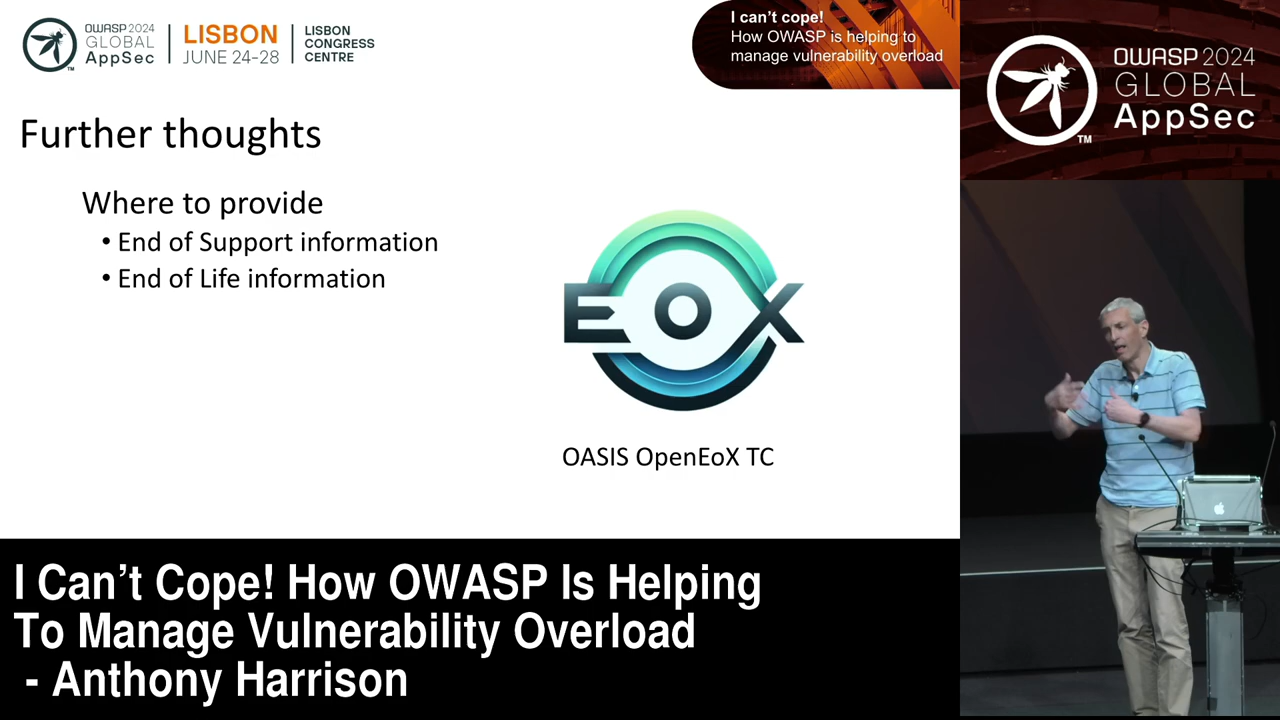 OWASP 2024
GLOBAL
AppSec
TM
LISBON
JUNE 24-28
LISBON
CONGRESS
CENTRE
I can't cope!
How OWASP is helping to
manage vulnerability overload
OWASP 2024
GLOBAL
AppSec
TM
Further thoughts
Where to provide
• End of Support information
• End of Life information
EOX
OASIS OpenEoX TC
I Can’t Cope! How OWASP Is Helping
To Manage Vulnerability Overload
- Anthony Harrison